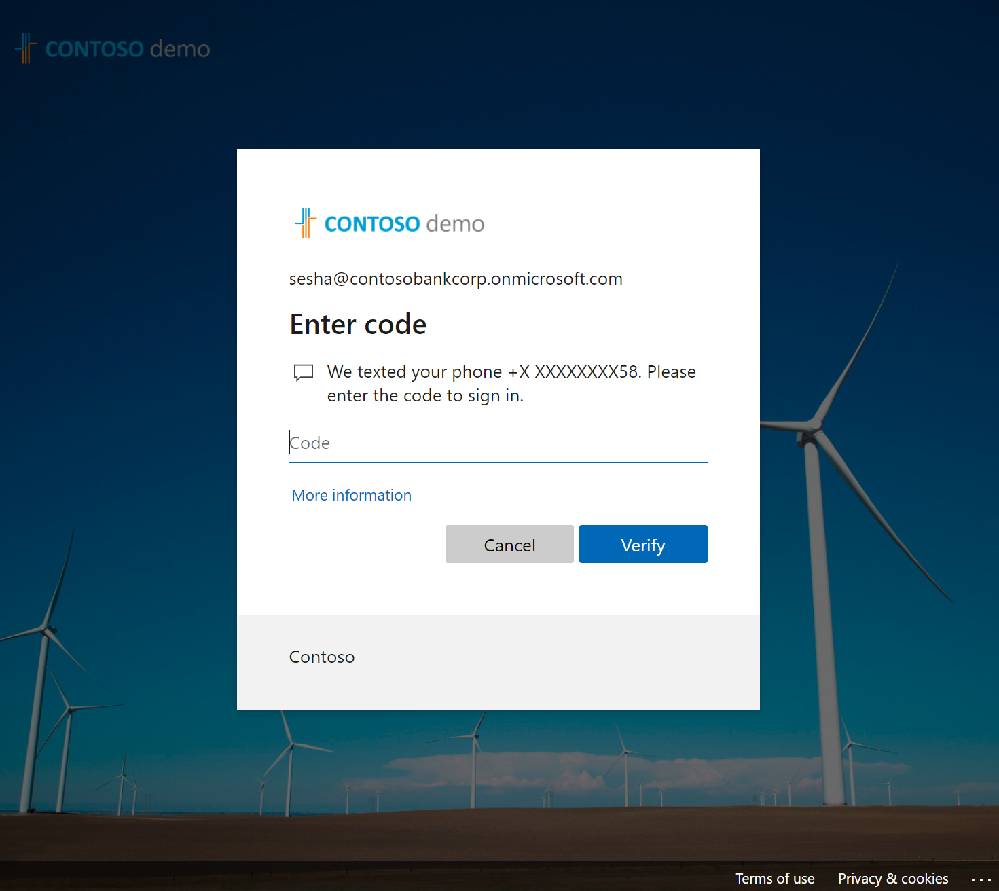 CONTOSO demo
CONTOSO demo
sesha@contosobankcorp.onmicrosoft.com
Enter code
We texted your phone +X XXXXXXXX58. Please
enter the code to sign in.
Code
More information
Cancel Verify
Contoso
Terms of use Privacy & cookies ...